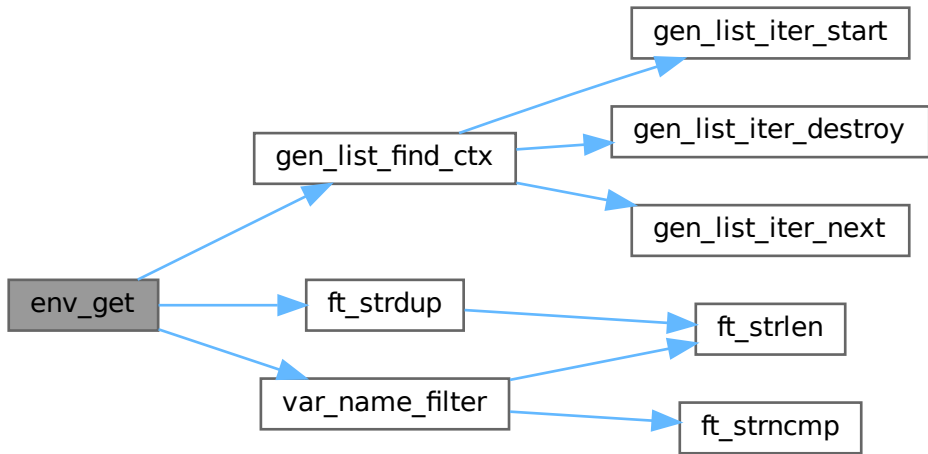 env_get
gen_list_find_ctx
gen_list_iter_start
gen_list_iter_destroy
gen_list_iter_next
ft_strdup
ft_strlen
var_name_filter
ft_strncmp